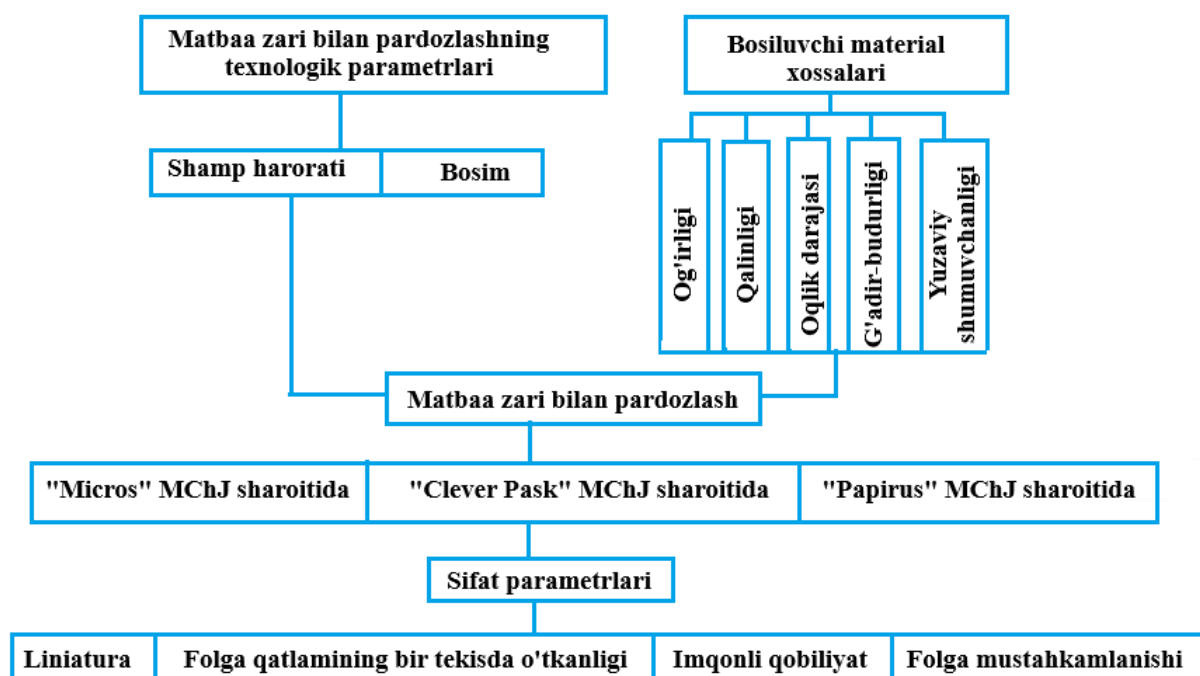 Matbaa zari bilan pardozlashning
texnologik parametrlari
Bosiluvchi material
xossalari
Shamp harorati
Bosim
Og'irligi
Qalinligi
Oqlik darajasi
G'adir-budurligi
Yuzaviy
shumuvchanligi
Matbaa zari bilan pardozlash
"Micros" MChJ sharoitida
"Clever Pask" MChJ sharoitida
"Papirus" MChJ sharoitida
Sifat parametrlari
Liniatura
Folga qatlamining bir tekisda o'tkanligi
Imqonli qobiliyat
Folga mustahkamlanishi